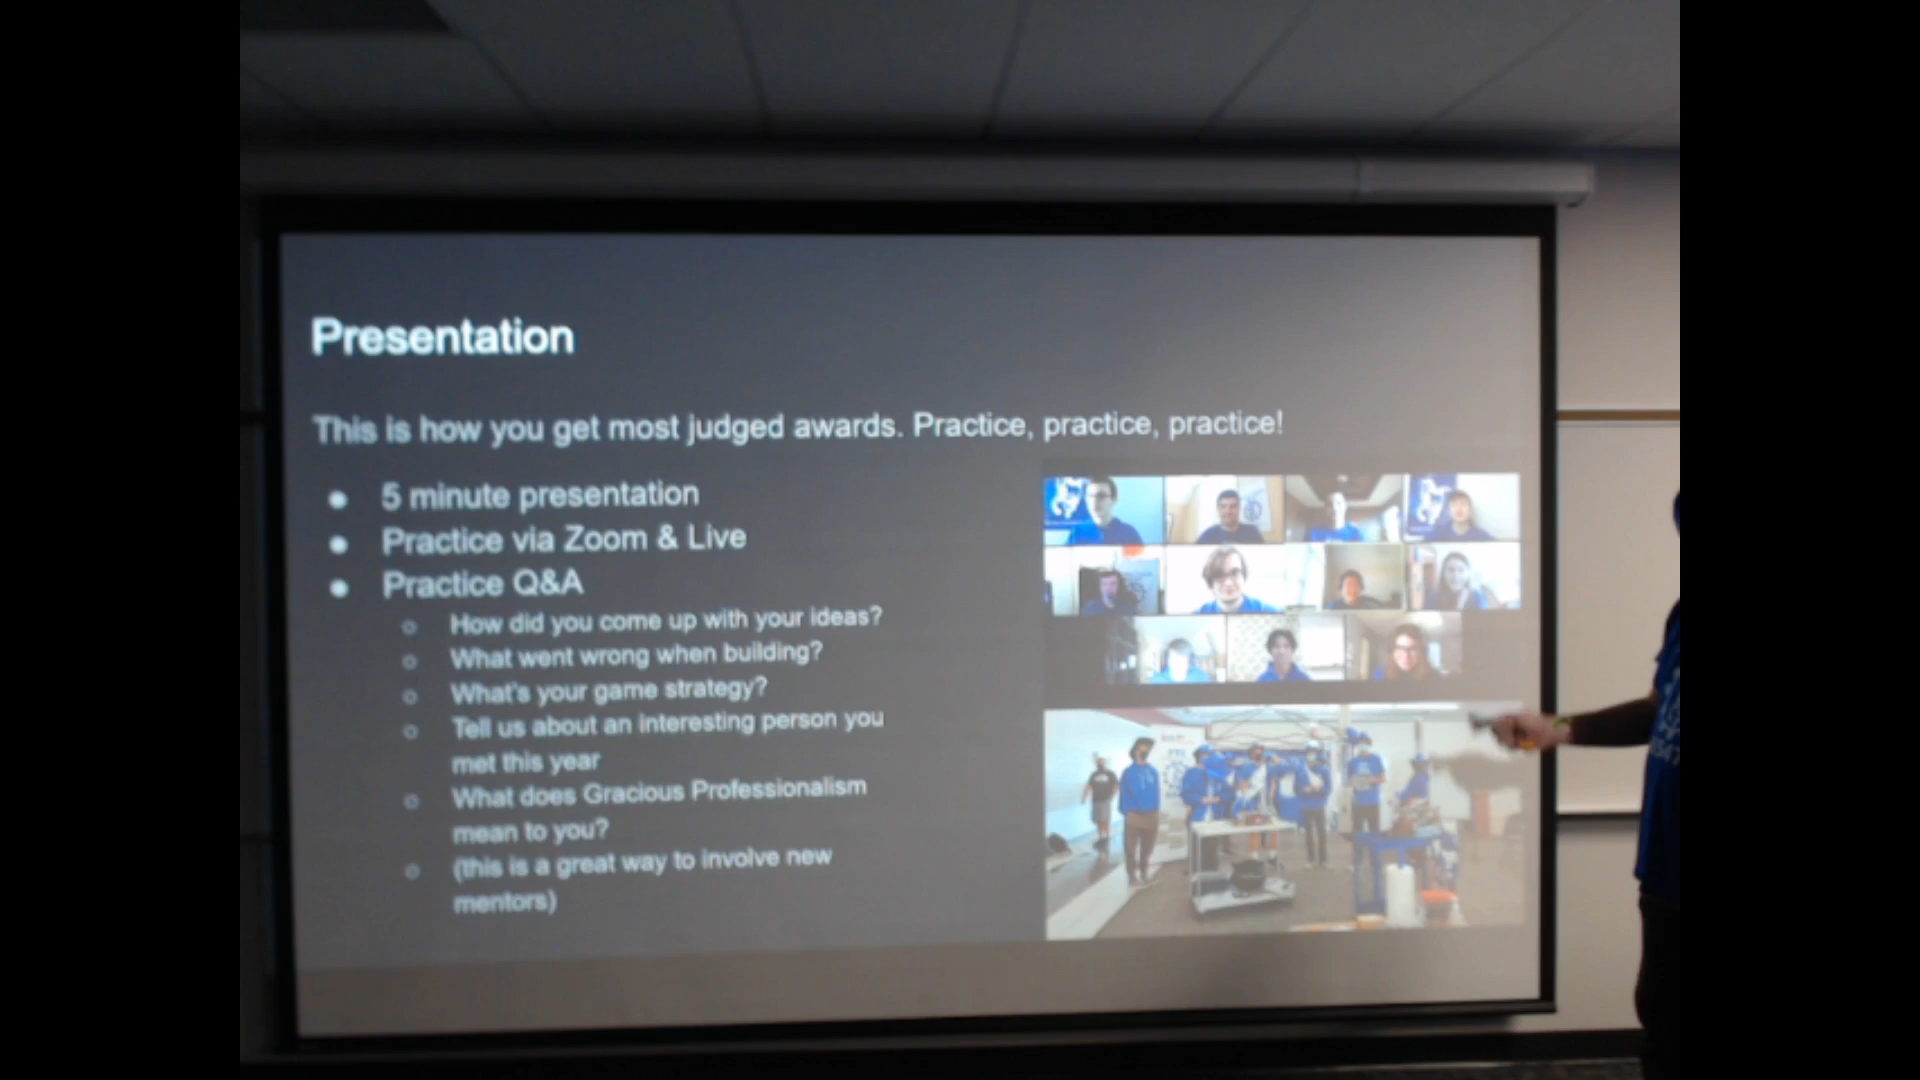 Presentation
This is how you get most judged awards. Practice, practice, practice!
● 5 minute presentation
● Practice via Zoom & Live
● Practice Q&A
○ How did you come up with your ideas?
○ What went wrong when building?
○ What's your game strategy?
○ Tell us about an interesting person you
met this year
○ What does Gracious Professionalism
mean to you?
○ (this is a great way to involve new
mentors)